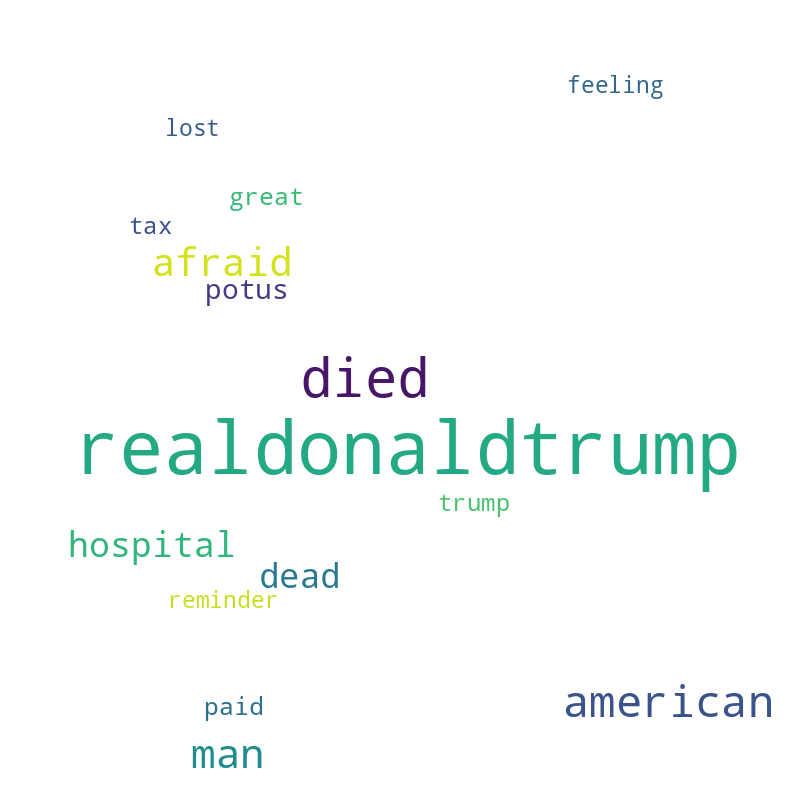 feeling
lost
great
tax
afraid
potus
died
realdonaldtrump
trump
hospital
dead
reminder
american
paid
man